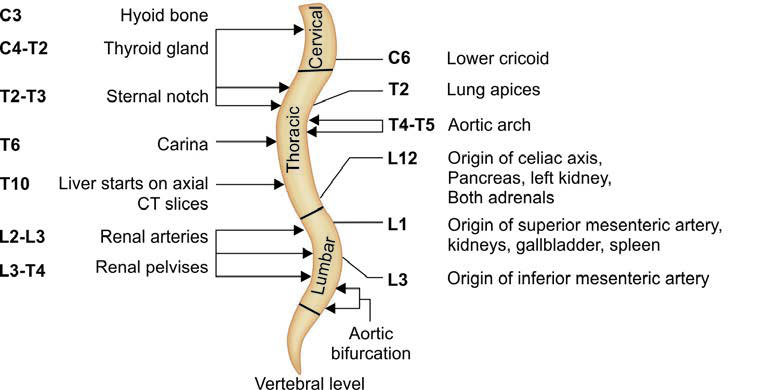 C3 Hyoid bone
C4-T2 Thyroid gland
T2-T3 Sternal notch
T6 Carina
T10 Liver starts on axial
CT slices
L2-L3 Renal arteries
L3-T4 Renal pelvises
Cervical
Thoracic
Lumbar
C6 Lower cricoid
T2 Lung apices
T4-T5 Aortic arch
L12 Origin of celiac axis,
Pancreas, left kidney,
Both adrenals
L1 Origin of superior mesenteric artery,
kidneys, gallbladder, spleen
L3 Origin of inferior mesenteric artery
Aortic
bifurcation
Vertebral level